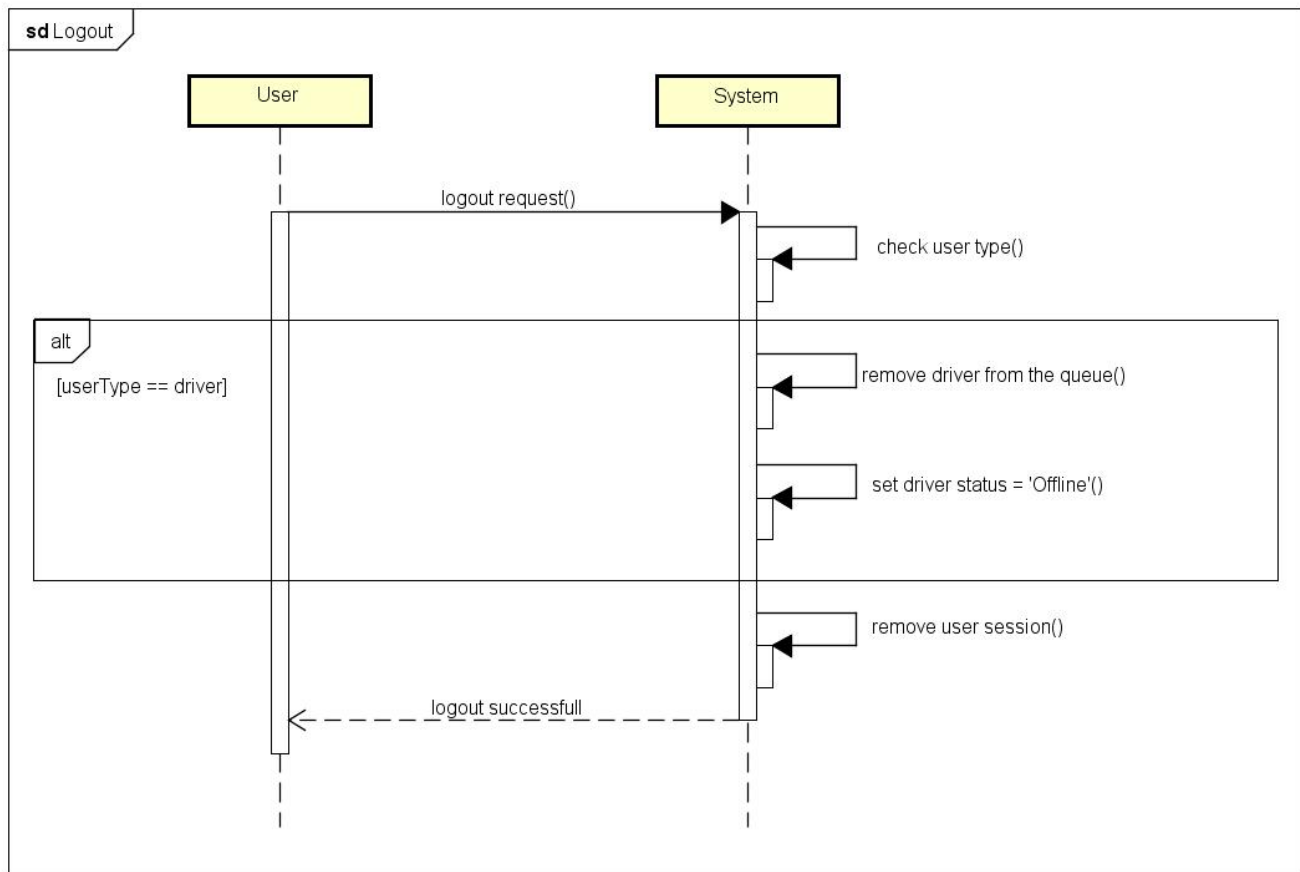 sd Logout
User
System
logout request()
check user type()
alt
[userType == driver]
remove driver from the queue()
set driver status = 'Offline'()
remove user session()
logout successfull